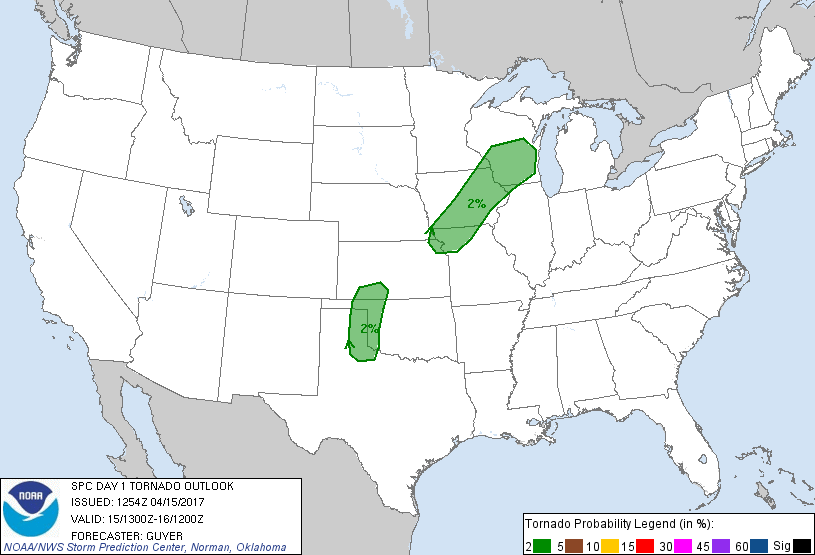 2%
2%
NOAA
SPC DAY 1 TORNADO OUTLOOK
ISSUED: 1254Z 04/15/2017
VALID: 15/1300Z-16/1200Z
FORECASTER: GUYER
NOAA/NWS Storm Prediction Center, Norman, Oklahoma
Tornado Probability Legend (in %):
2 5 10 15 30 45 60 Sig